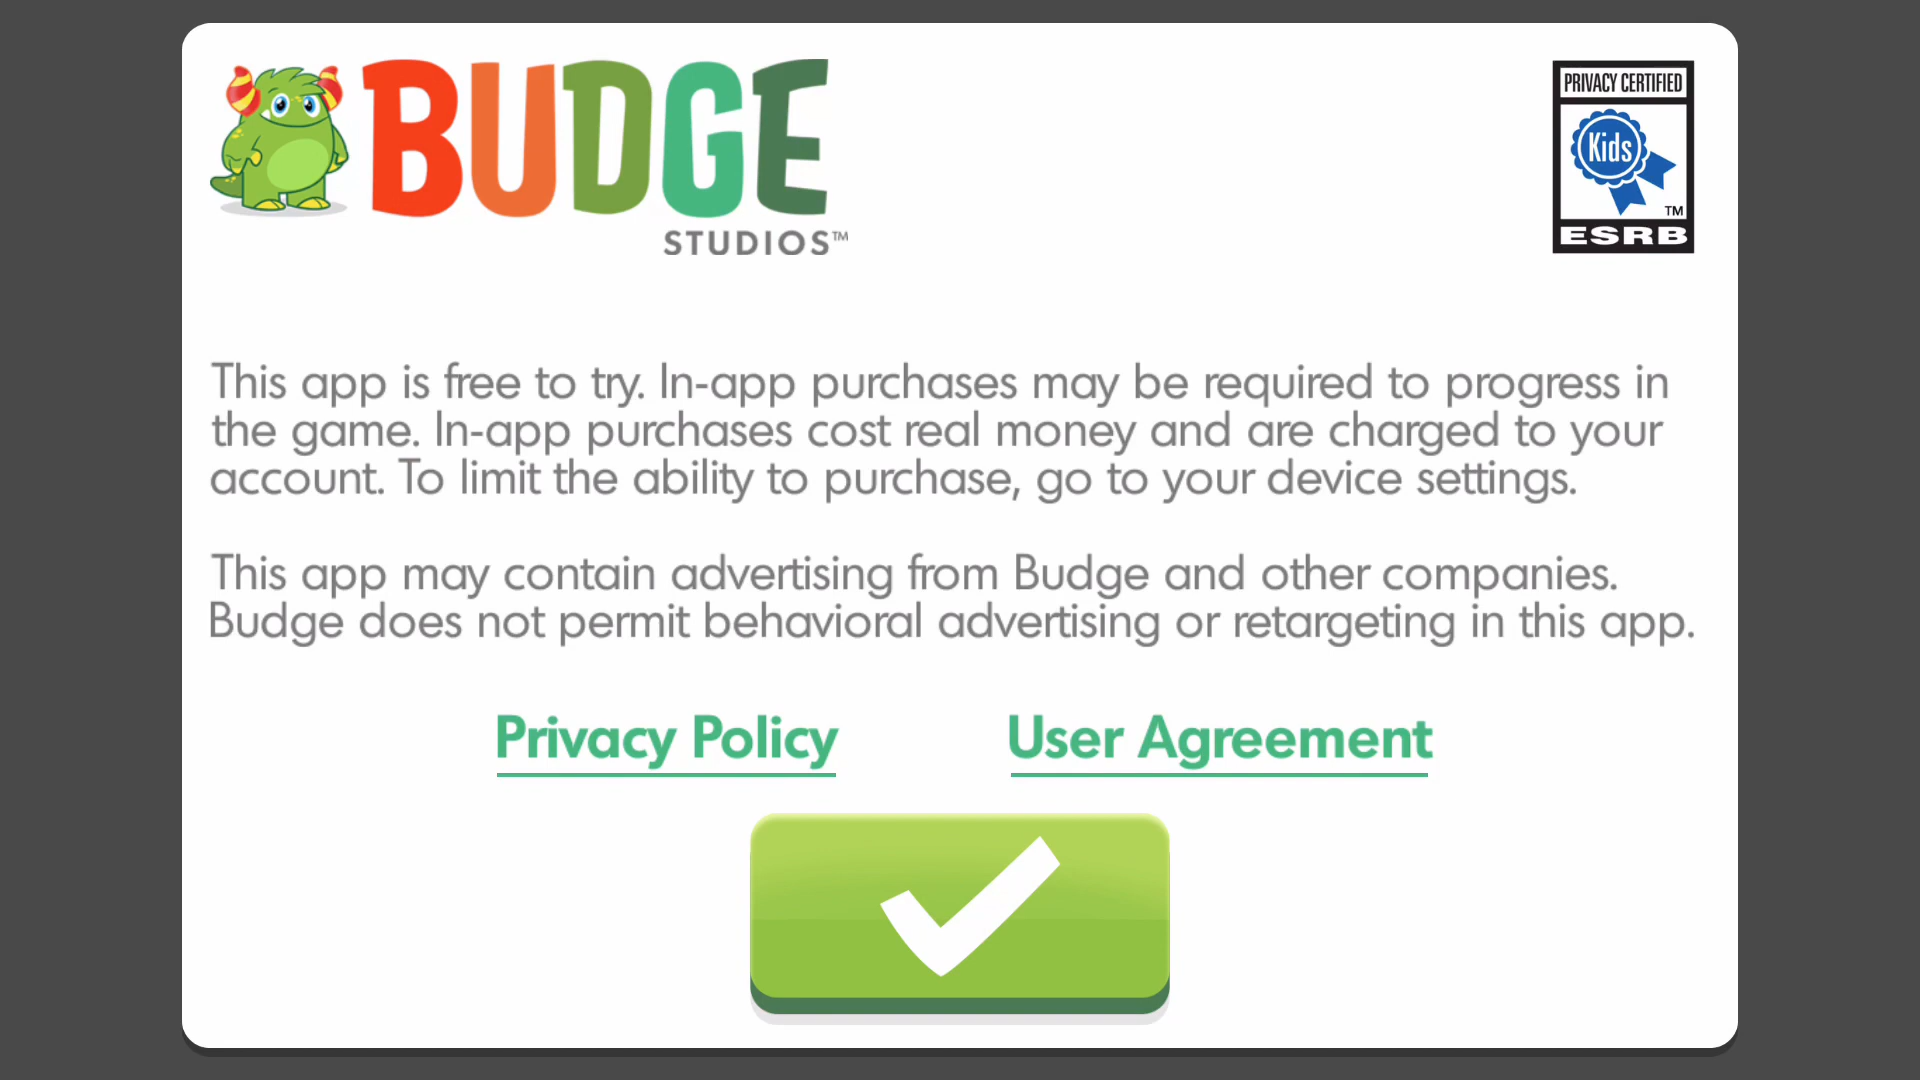 BUDGE
STUDIOS™
PRIVACY CERTIFIED
Kids
™
ESRB
This app is free to try. In-app purchases may be required to progress in
the game. In-app purchases cost real money and are charged to your
account. To limit the ability to purchase, go to your device settings.
This app may contain advertising from Budge and other companies.
Budge does not permit behavioral advertising or retargeting in this app.
Privacy Policy
User Agreement